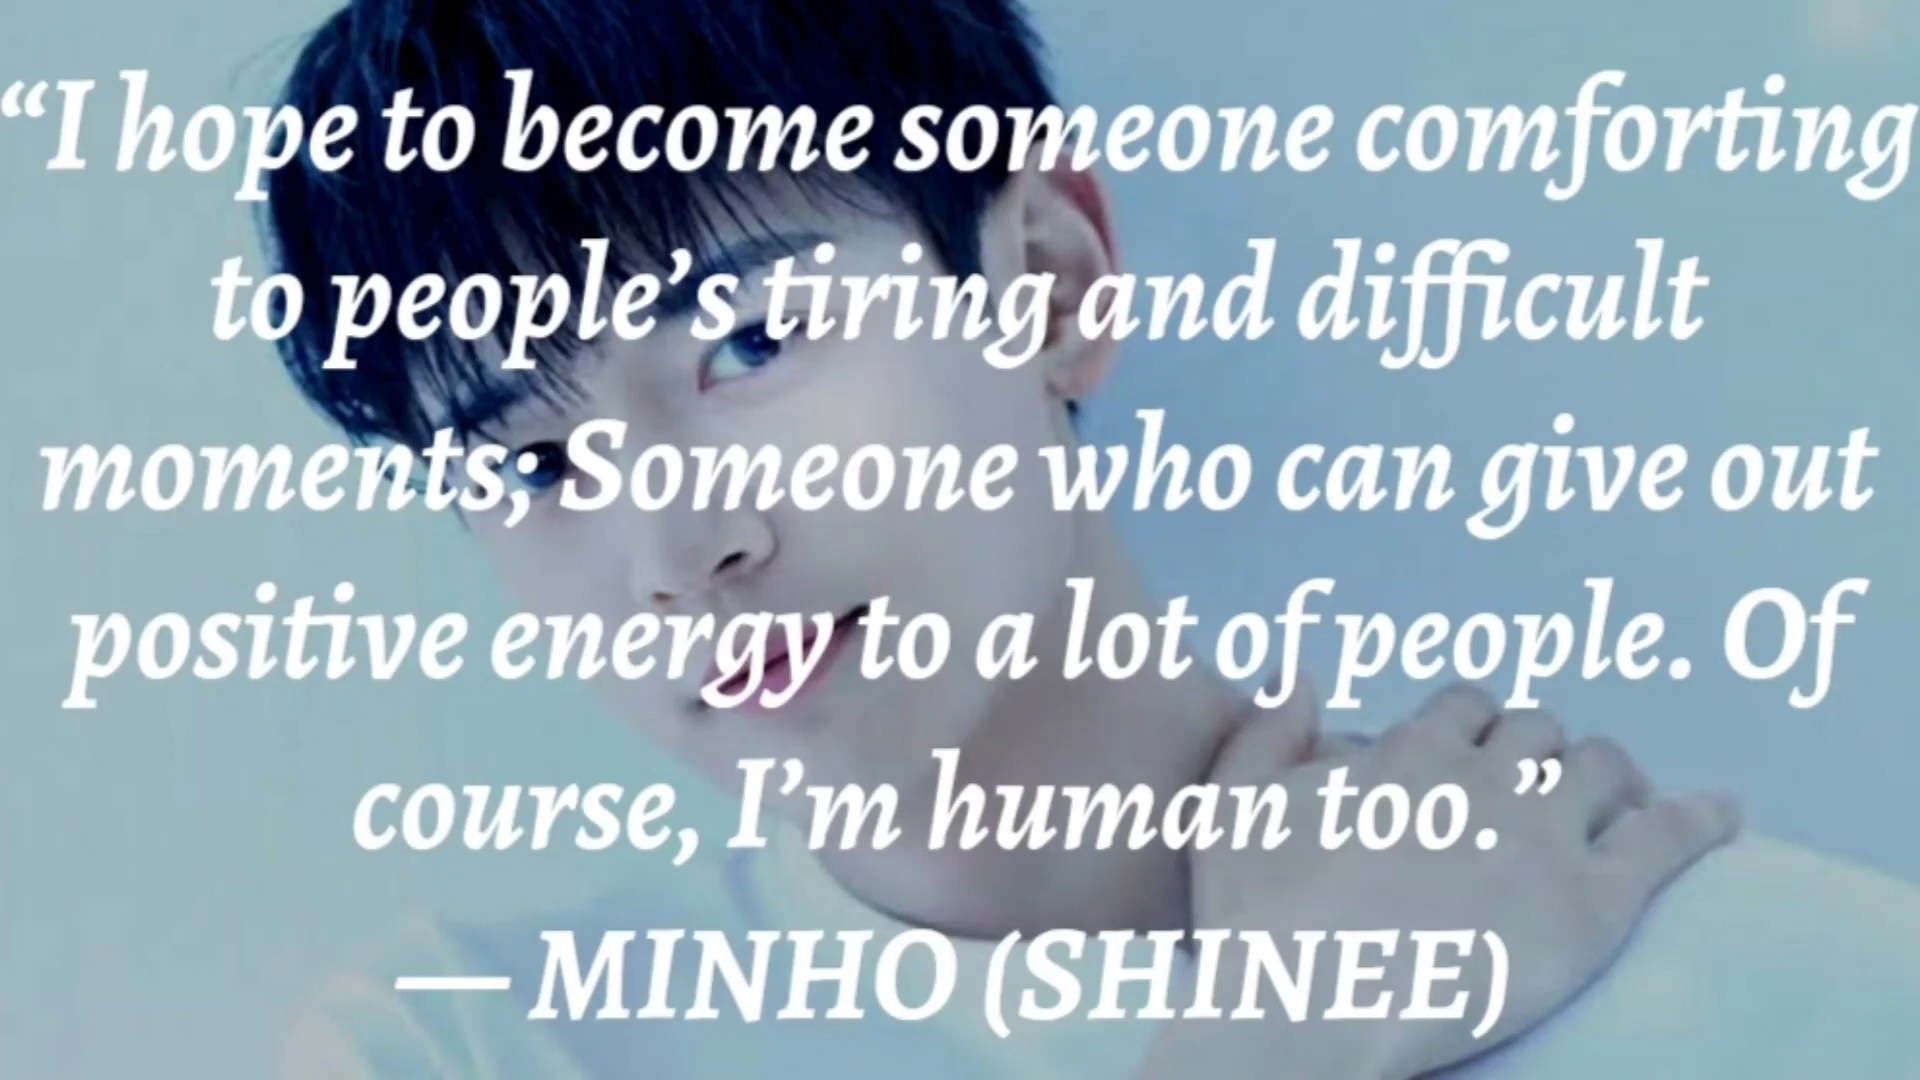 “I hope to become someone comforting
to people’s tiring and difficult
moments; Someone who can give out
positive energy to a lot of people. Of
course, I’m human too.”
— MINHO (SHINEE)